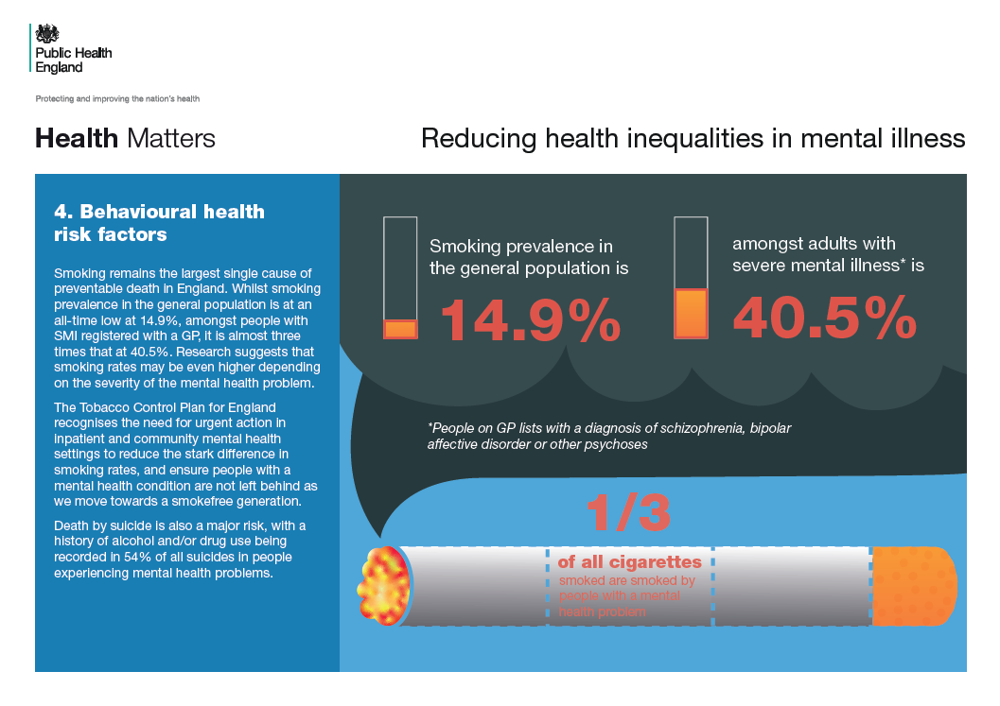 Public Health
England
Protecting and improving the nation's health
Health Matters
Reducing health inequalities in mental illness
4. Behavioural health
risk factors
Smoking remains the largest single cause of
preventable death in England. Whilst smoking
prevalence in the general population is at an
all-time low at 14.9%, amongst people with
SMI registered with a GP, it is almost three
times that at 40.5%. Research suggests that
smoking rates may be even higher depending
on the severity of the mental health problem.
The Tobacco Control Plan for England
recognises the need for urgent action in
inpatient and community mental health
settings to reduce the stark difference in
smoking rates, and ensure people with a
mental health condition are not left behind as
we move towards a smokefree generation.
Death by suicide is also a major risk, with a
history of alcohol and/or drug use being
recorded in 54% of all suicides in people
experiencing mental health problems.
Smoking prevalence in
the general population is
14.9%
amongst adults with
severe mental illness* is
40.5%
*People on GP lists with a diagnosis of schizophrenia, bipolar
affective disorder or other psychoses
1/3
of all cigarettes
smoked are smoked by
people with a mental
health problem